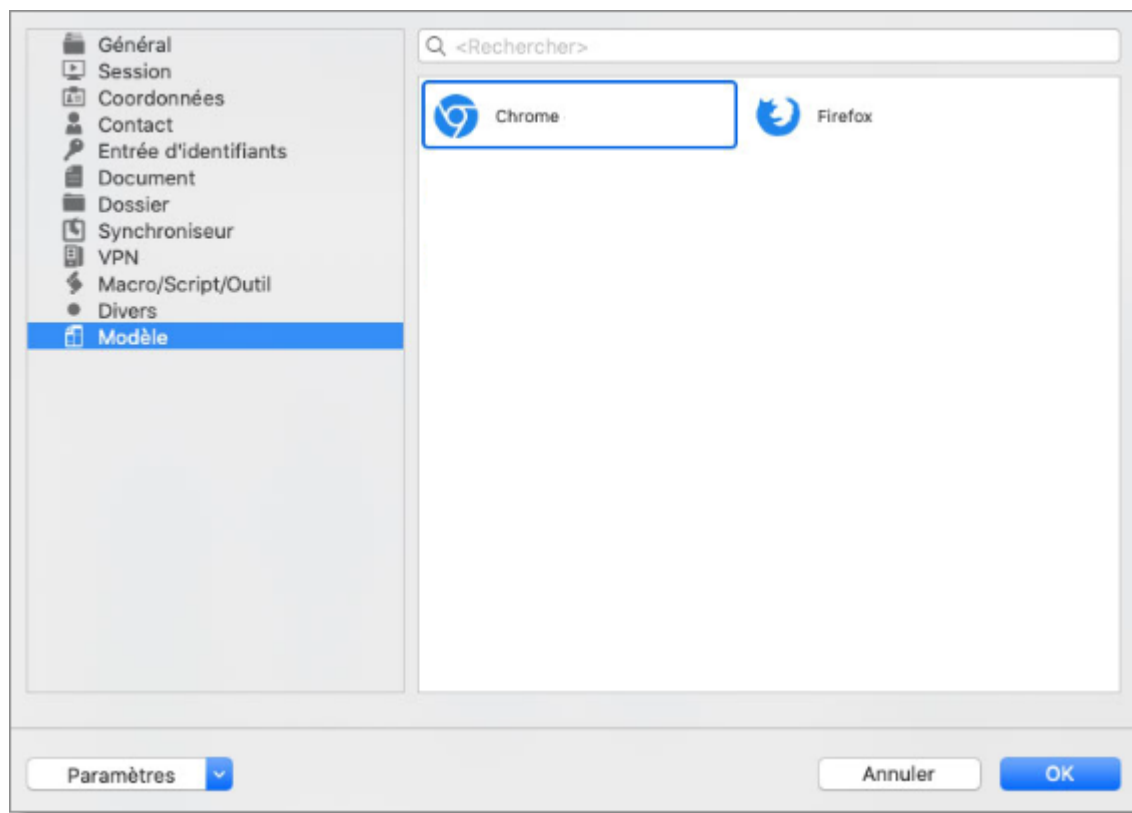 Général
Session
Coordonnées
Contact
Entrée d'identifiants
Document
Dossier
Synchroniseur
VPN
Macro/Script/Outil
Divers
Modèle
<Rechercher>
Chrome
Firefox
Paramètres
Annuler
OK